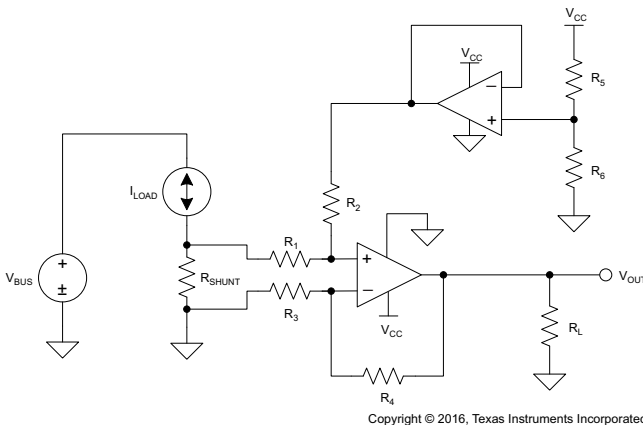 VCC
VCC
R5
R6
ILOAD
R2
R1
VBUS
RSHUNT
R3
VCC
VOUT
RL
R4
Copyright © 2016, Texas Instruments Incorporated